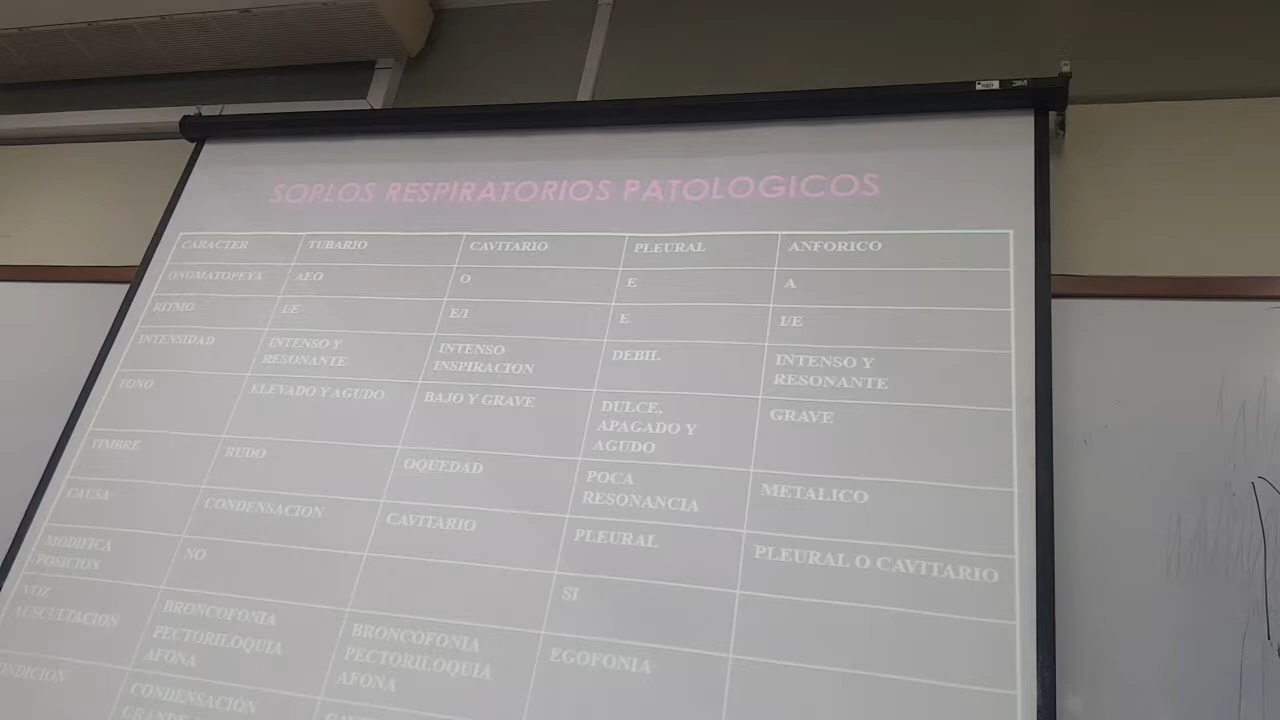 3M
SOPLOS RESPIRATORIOS PATOLOGICOS
CARACTER TUBARIO CAVITARIO PLEURAL ANFORICO
ONOMATOPEYA AEO O E A
RITMO I/E E/I E I/E
INTENSIDAD INTENSO Y INTENSO DEBIL INTENSO Y
RESONANTE INSPIRACION RESONANTE
TONO ELEVADO Y AGUDO BAJO Y GRAVE DULCE, GRAVE
APAGADO Y
AGUDO
TIMBRE RUDO OQUEDAD POCA METALICO
RESONANCIA
CAUSA CONDENSACION CAVITARIO PLEURAL PLEURAL O CAVITARIO
MODIFICA NO SI
POSICION
VOZ BRONCOFONIA BRONCOFONIA EGOFONIA
AUSCULTACION PECTORILOQUIA PECTORILOQUIA
AFONA AFONA
CONDENSACIÓN